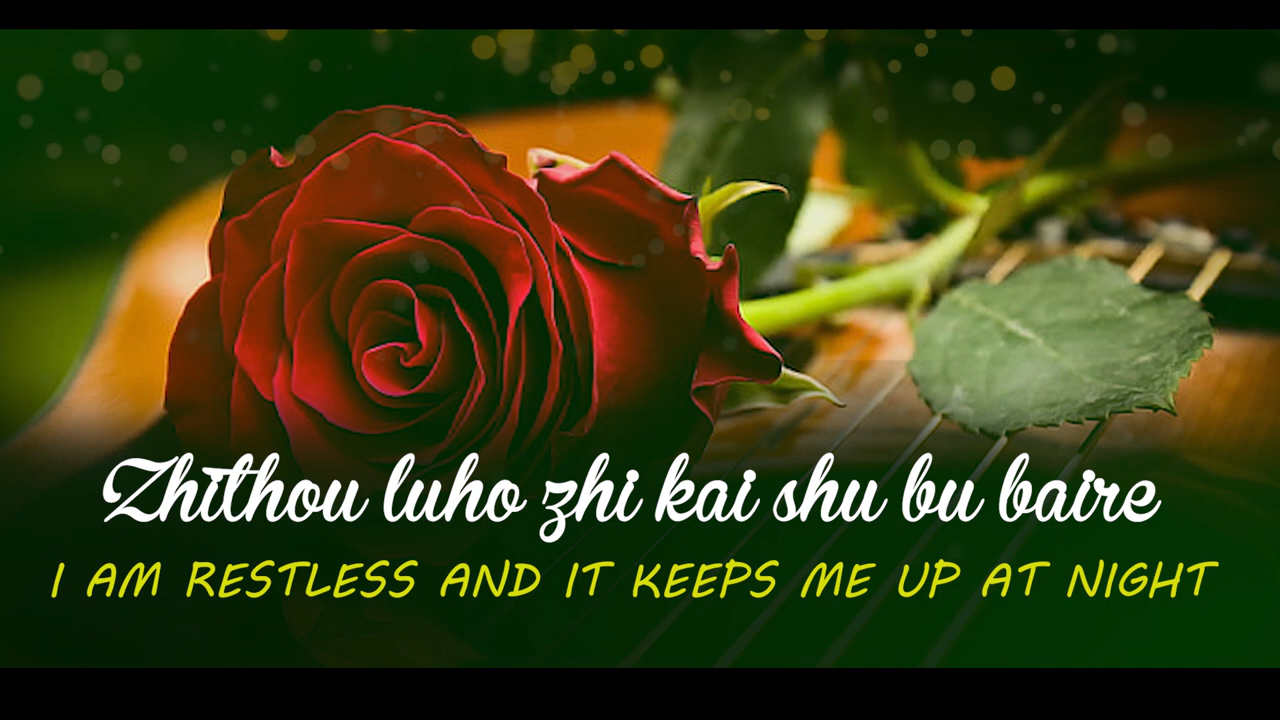 Zhithou luho zhi kai shu bu baire
I AM RESTLESS AND IT KEEPS ME UP AT NIGHT